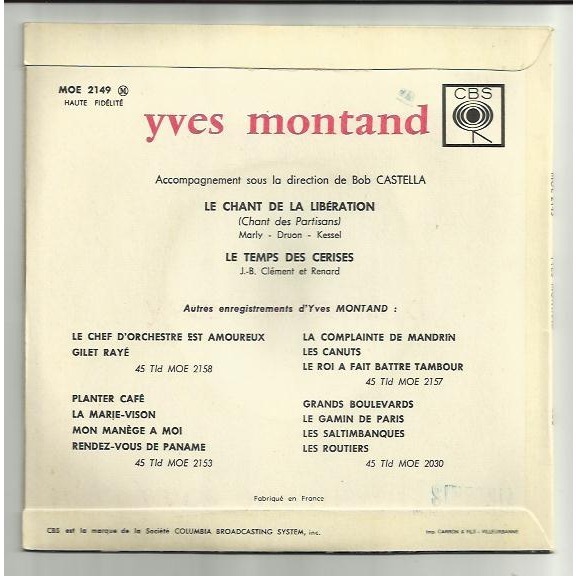 MOE 2149 M
HAUTE FIDÉLITÉ
CBS
yves montand
Accompagnement sous la direction de Bob CASTELLA
LE CHANT DE LA LIBÉRATION
(Chant des Partisans)
Marly - Druon - Kessel
LE TEMPS DES CERISES
J.-B. Clément et Renard
Autres enregistrements d'Yves MONTAND :
LE CHEF D'ORCHESTRE EST AMOUREUX
GILET RAYÉ
45 Tld MOE 2158
PLANTER CAFÉ
LA MARIE-VISON
MON MANÈGE A MOI
RENDEZ-VOUS DE PANAME
45 Tld MOE 2153
LA COMPLAINTE DE MANDRIN
LES CANUTS
LE ROI A FAIT BATTRE TAMBOUR
45 Tld MOE 2157
GRANDS BOULEVARDS
LE GAMIN DE PARIS
LES SALTIMBANQUES
LES ROUTIERS
45 Tld MOE 2030
Fabriqué en France
CBS est la marque de la Société COLUMBIA BROADCASTING SYSTEM, inc.
Imp. CARRON & FILS - VILLEURBANNE